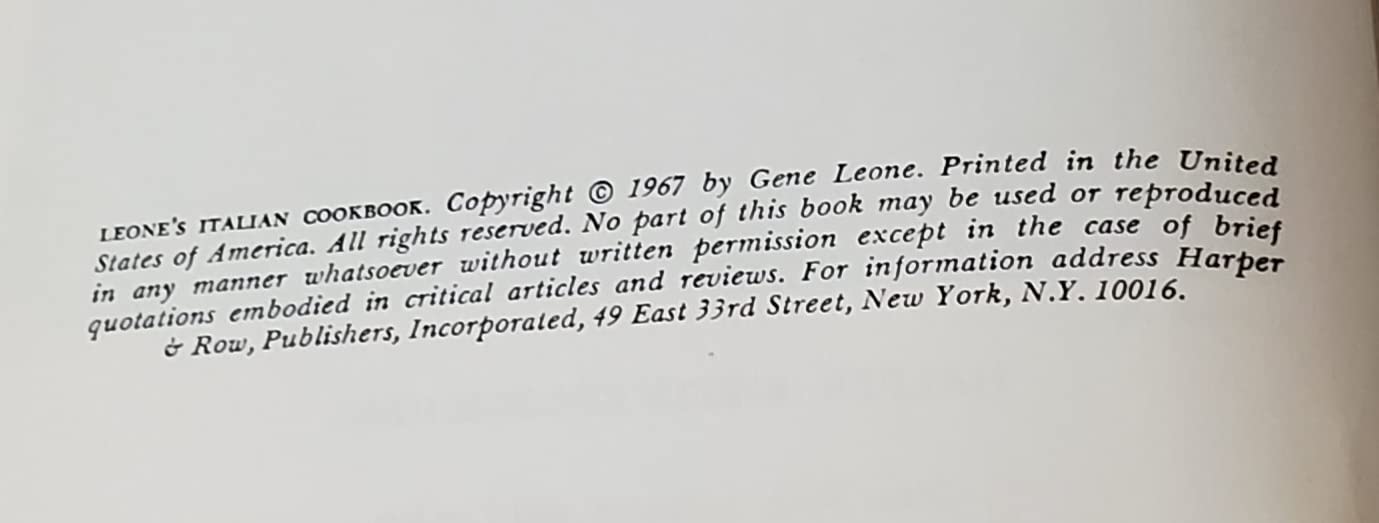 LEONE'S ITALIAN COOKBOOK. Copyright © 1967 by Gene Leone. Printed in the United
States of America. All rights reserved. No part of this book may be used or reproduced
in any manner whatsoever without written permission except in the case of brief
quotations embodied in critical articles and reviews. For information address Harper
& Row, Publishers, Incorporated, 49 East 33rd Street, New York, N.Y. 10016.